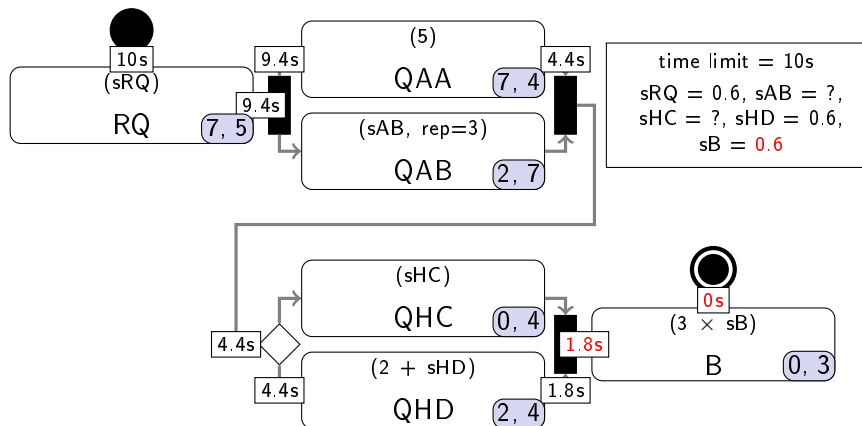 10s
(sRQ)
RQ
7, 5
9.4s
9.4s
(5)
QAA
7, 4
4.4s
(sAB, rep=3)
QAB
2, 7
time limit = 10s
sRQ = 0.6, sAB = ?,
sHC = ?, sHD = 0.6,
sB = 0.6
4.4s
4.4s
(sHC)
QHC
0, 4
(2 + sHD)
QHD
2, 4
1.8s
1.8s
0s
(3 × sB)
B
0, 3